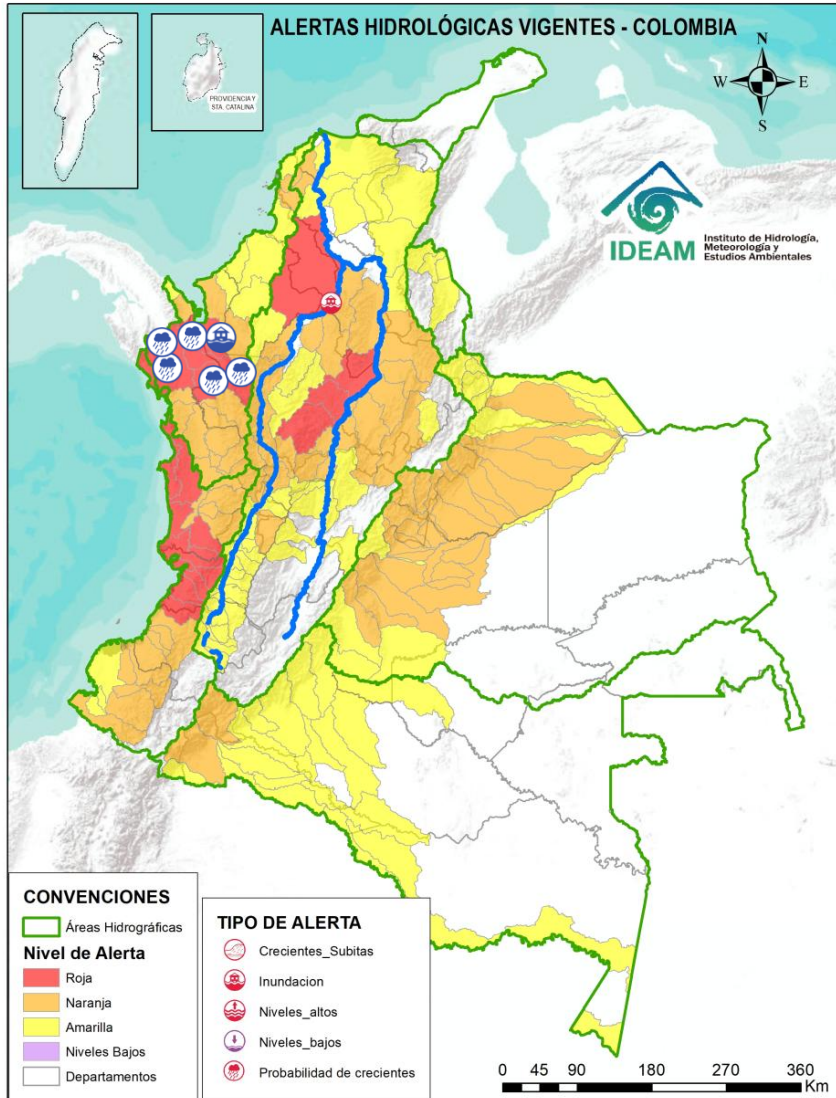 ALERTAS HIDROLÓGICAS VIGENTES - COLOMBIA
PROVIDENCIA Y
STA. CATALINA
N
W
E
S
IDEAM
Instituto de Hidrología,
Meteorología y
Estudios Ambientales
CONVENCIONES
Áreas Hidrográficas
Nivel de Alerta
Roja
Naranja
Amarilla
Niveles Bajos
Departamentos
TIPO DE ALERTA
Crecientes_Subitas
Inundacion
Niveles_altos
Niveles_bajos
Probabilidad de crecientes
0 45 90 180 270 360
Km